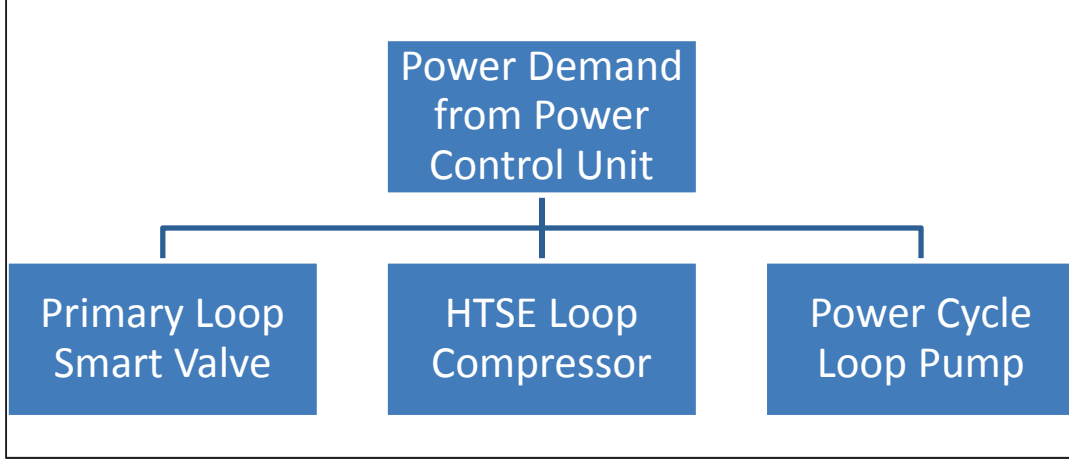 Power Demand
from Power
Control Unit
Primary Loop
Smart Valve
HTSE Loop
Compressor
Power Cycle
Loop Pump